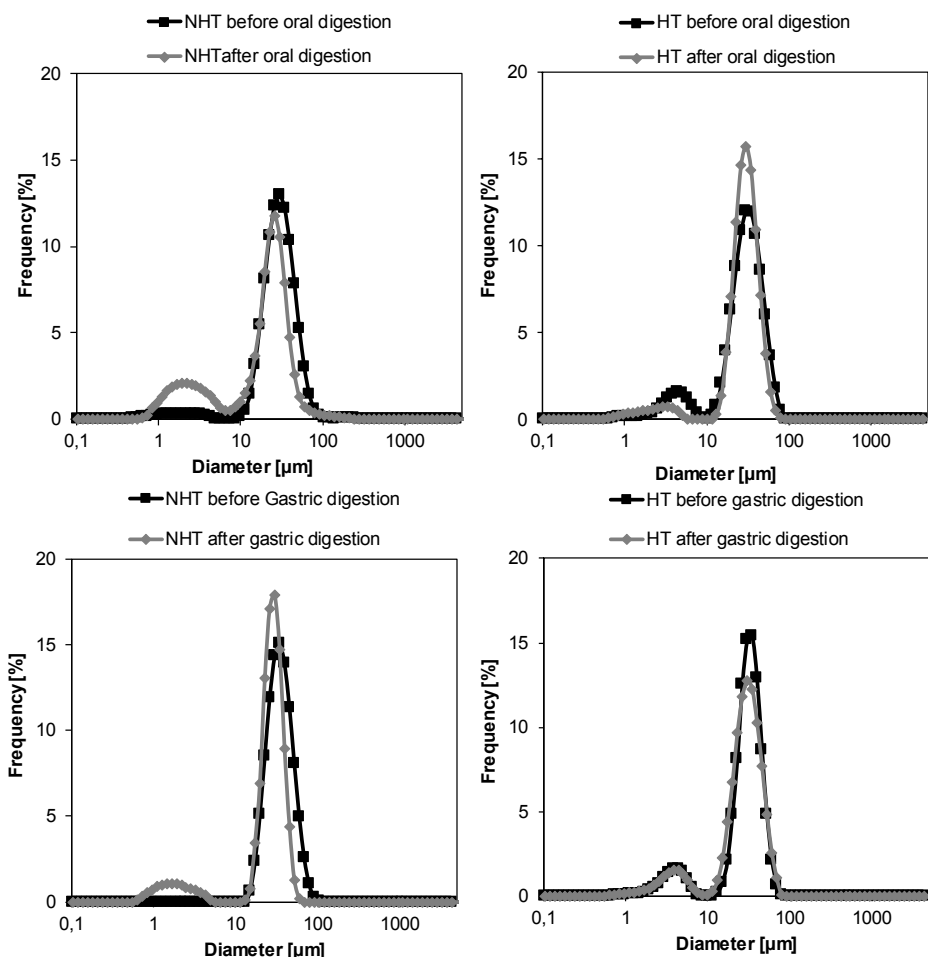 NHT before oral digestion
NHTafter oral digestion
20
15
10
5
0
0,1 1 10 100 1000
Frequency [%]
Diameter [µm]
HT before oral digestion
HT after oral digestion
20
15
10
5
0
0,1 1 10 100 1000
Frequency [%]
Diameter [µm]
NHT before Gastric digestion
NHT after gastric digestion
20
15
10
5
0
0,1 1 10 100 1000
Frequency [%]
Diameter [µm]
HT before gastric digestion
HT after gastric digestion
20
15
10
5
0
0,1 1 10 100 1000
Frequency [%]
Diameter [µm]